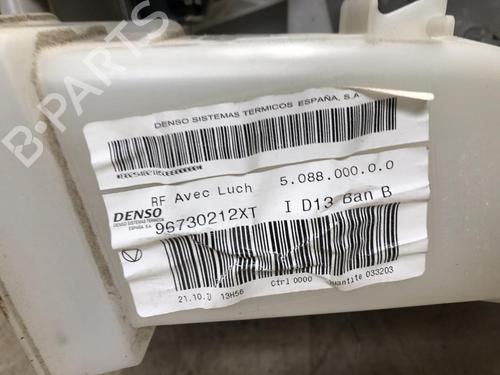 B-PARTS
DENSO SISTEMAS TERMICOS ESPAÑA, S.A
RF Avec Luch 5.088.000.0.0
DENSO
DENSO SISTEMAS TERMICOS
ESPAÑA, S.A.
96730212XT I D13 Ban B
21.10. 13H56 Ctrl 0000 Quantite 033203